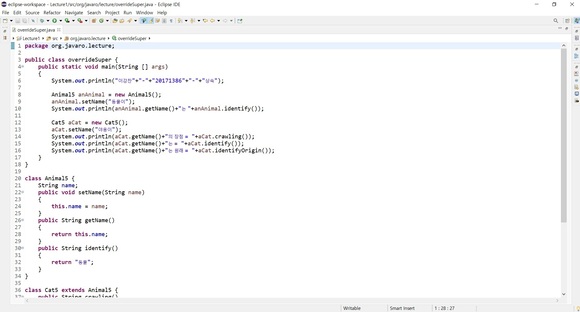 eclipse-workspace - Lecture1/src/org/javaro/lecture/overrideSuper.java - Eclipse IDE
File Edit Source Refactor Navigate Search Project Run Window Help
overrideSuper.java
Lecture1 src org.javaro.lecture overrideSuper
1 package org.javaro.lecture;
2
3 public class overrideSuper {
4 public static void main(String [] args)
5 {
6 System.out.println("이강찬"+"-"+"20171386"+"-"+"상속");
7
8 Animal5 anAnimal = new Animal5();
9 anAnimal.setName("동물이");
10 System.out.println(anAnimal.getName()+"는 "+anAnimal.identify());
11
12 Cat5 aCat = new Cat5();
13 aCat.setName("야옹이");
14 System.out.println(aCat.getName()+"의 장점 = "+aCat.crawling());
15 System.out.println(aCat.getName()+"는 = "+aCat.identify());
16 System.out.println(aCat.getName()+"는 원래 = "+aCat.identifyOrigin());
17 }
18 }
19
20 class Animal5 {
21 String name;
22 public void setName(String name)
23 {
24 this.name = name;
25 }
26 public String getName()
27 {
28 return this.name;
29 }
30 public String identify()
31 {
32 return "동물";
33 }
34 }
35
36 class Cat5 extends Animal5 {
37 public String crawling()
Writable Smart Insert 1 : 28 : 27